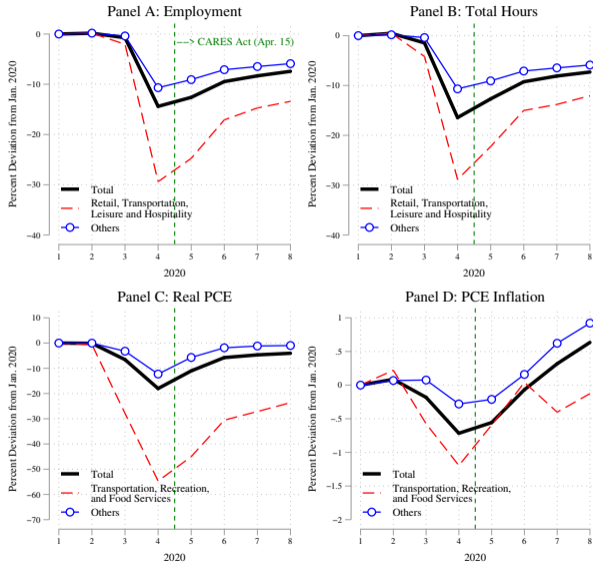 Panel A: Employment
Percent Deviation from Jan. 2020
0
−10
−20
−30
−40
---> CARES Act (Apr. 15)
Total
Retail, Transportation,
Leisure and Hospitality
Others
1 2 3 4 5 6 7 8
2020
Panel B: Total Hours
Percent Deviation from Jan. 2020
0
−10
−20
−30
−40
Total
Retail, Transportation,
Leisure and Hospitality
Others
1 2 3 4 5 6 7 8
2020
Panel C: Real PCE
Percent Deviation from Jan. 2020
10
0
−10
−20
−30
−40
−50
−60
−70
Total
Transportation, Recreation,
and Food Services
Others
1 2 3 4 5 6 7 8
2020
Panel D: PCE Inflation
Percent Deviation from Jan. 2020
1
.5
0
−.5
−1
−1.5
−2
Total
Transportation, Recreation,
and Food Services
Others
1 2 3 4 5 6 7 8
2020